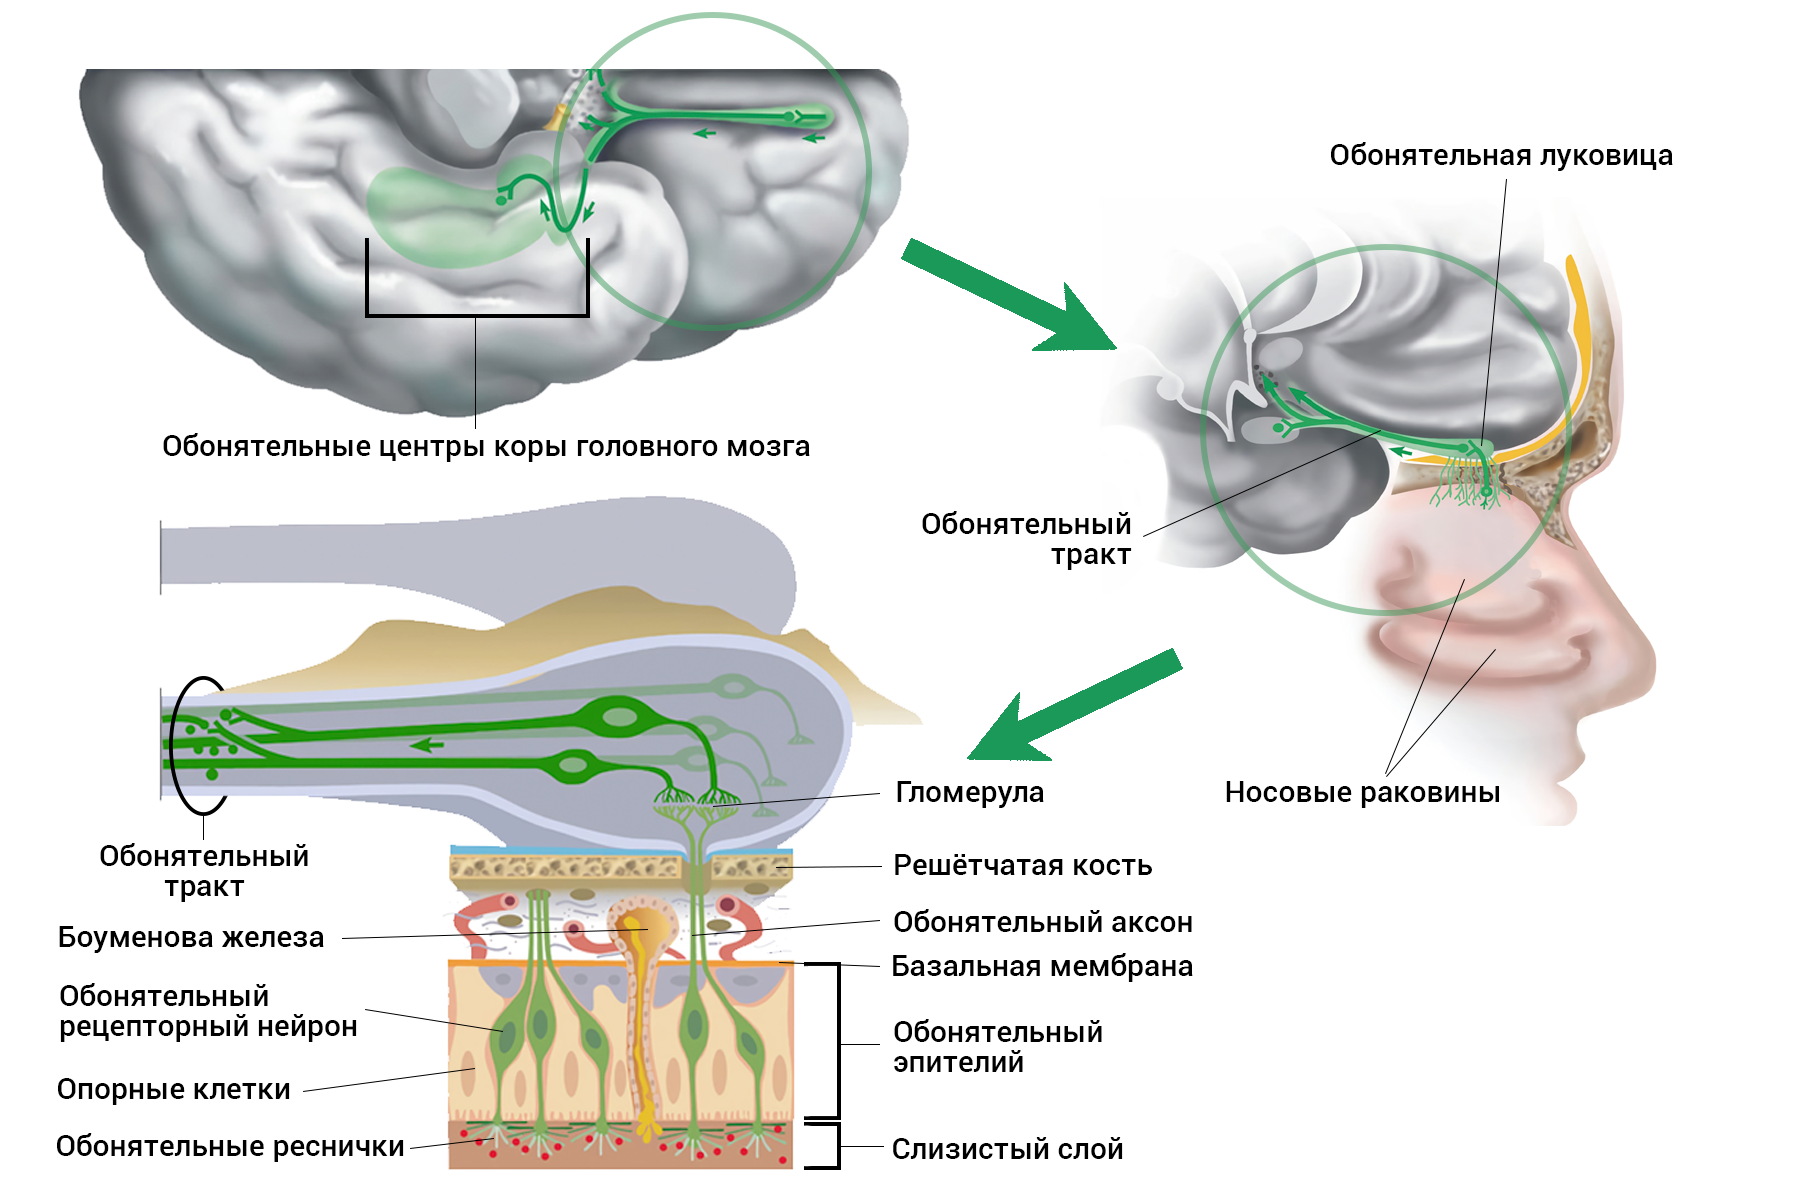 Обонятельная луковица
Обонятельные центры коры головного мозга
Обонятельный
тракт
Носовые раковины
Гломерула
Решётчатая кость
Обонятельный аксон
Базальная мембрана
Обонятельный
эпителий
Слизистый слой
Обонятельный
тракт
Боуменова железа
Обонятельный
рецепторный нейрон
Опорные клетки
Обонятельные реснички